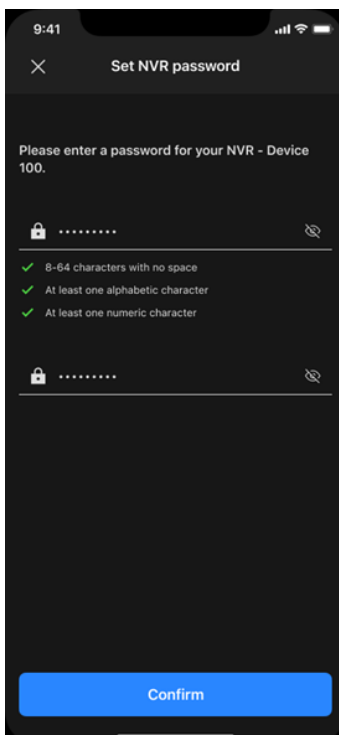 9:41
Set NVR password
Please enter a password for your NVR - Device
100.
•••••••••
8-64 characters with no space
At least one alphabetic character
At least one numeric character
•••••••••
Confirm